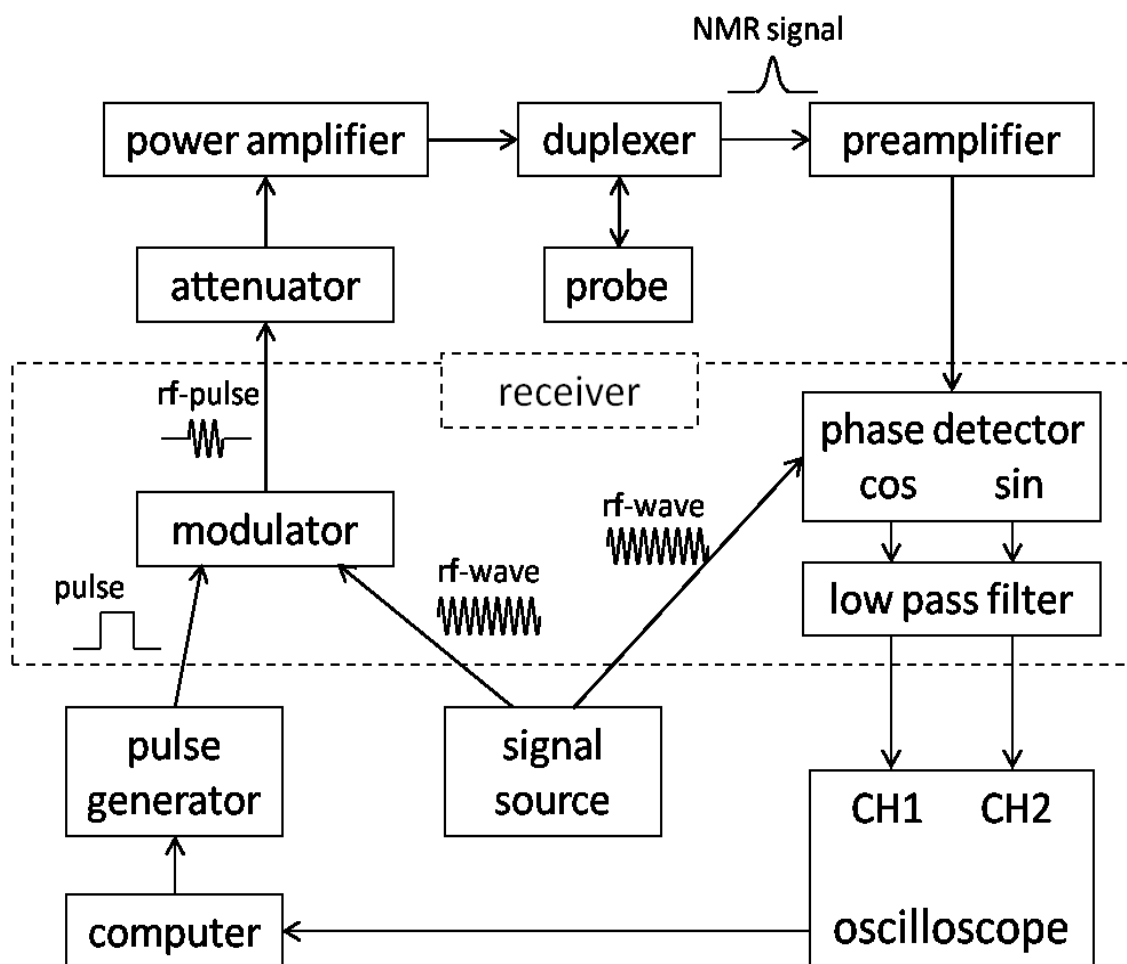 NMR signal
power amplifier
duplexer
preamplifier
attenuator
probe
receiver
rf-pulse
phase detector
cos sin
modulator
rf-wave
rf-wave
pulse
low pass filter
pulse
generator
signal
source
CH1 CH2
computer
oscilloscope